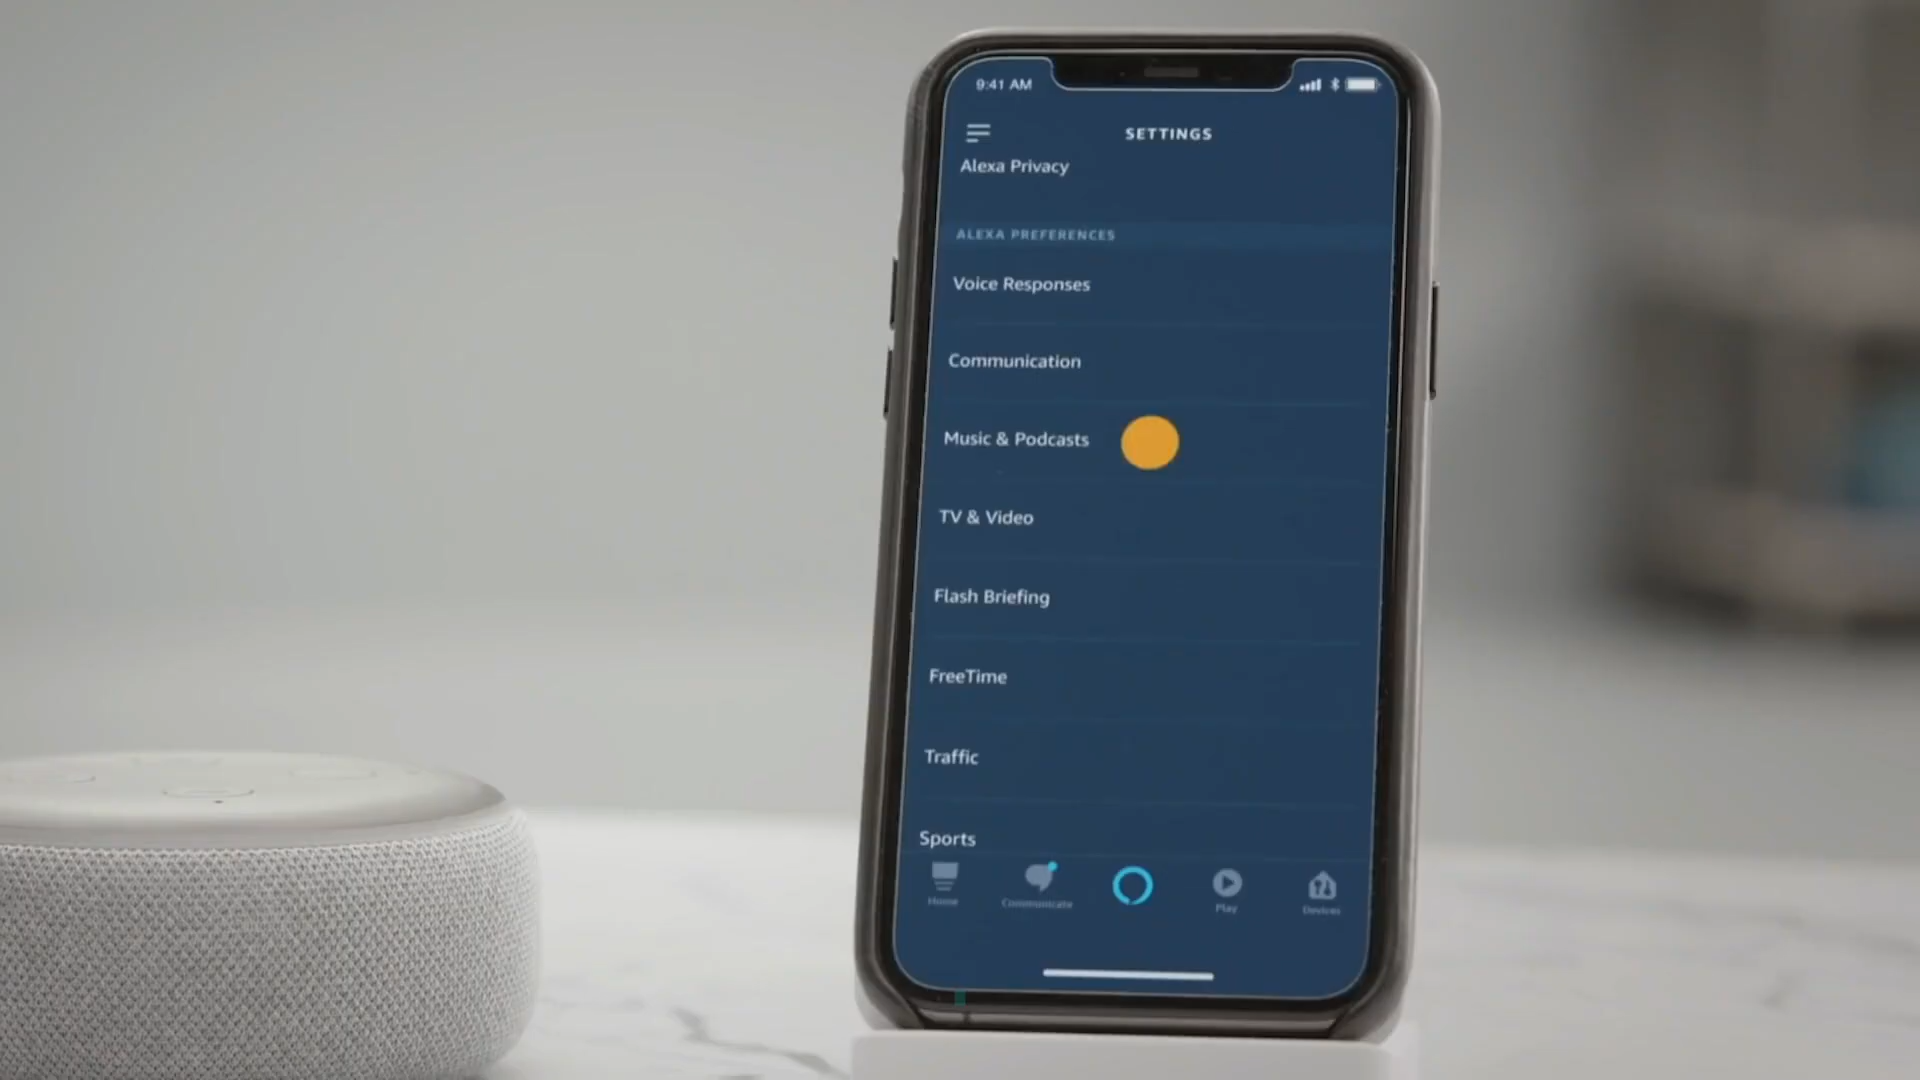 9:41 AM
SETTINGS
Alexa Privacy
ALEXA PREFERENCES
Voice Responses
Communication
Music & Podcasts
TV & Video
Flash Briefing
FreeTime
Traffic
Sports
Home
Communicate
Play
Devices